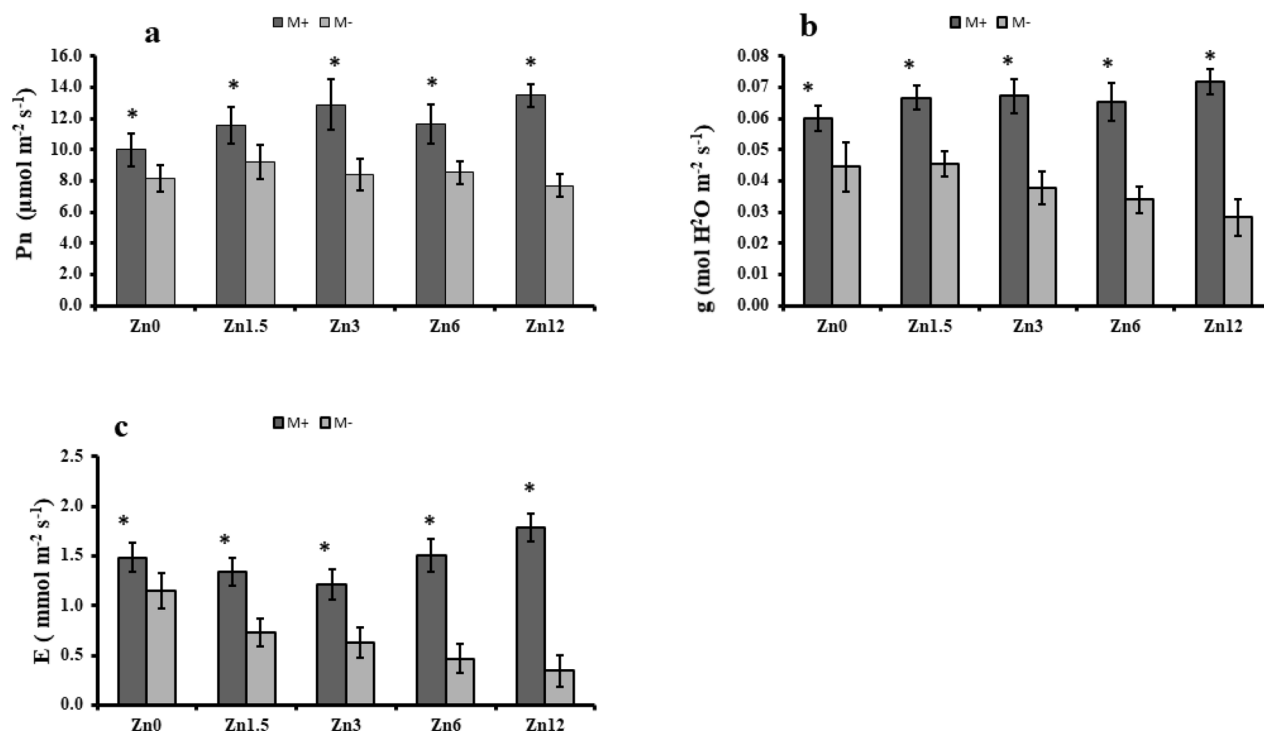 a
M+ M-
Pn (µmol m⁻² s⁻¹)
16.0
14.0
12.0
10.0
8.0
6.0
4.0
2.0
0.0
* * * * *
Zn0 Zn1.5 Zn3 Zn6 Zn12
b
M+ M-
g (mol H²O m⁻² s⁻¹)
0.08
0.07
0.06
0.05
0.04
0.03
0.02
0.01
0.00
* * * * *
Zn0 Zn1.5 Zn3 Zn6 Zn12
c
M+ M-
E ( mmol m⁻² s⁻¹)
2.5
2.0
1.5
1.0
0.5
0.0
* * * * *
Zn0 Zn1.5 Zn3 Zn6 Zn12